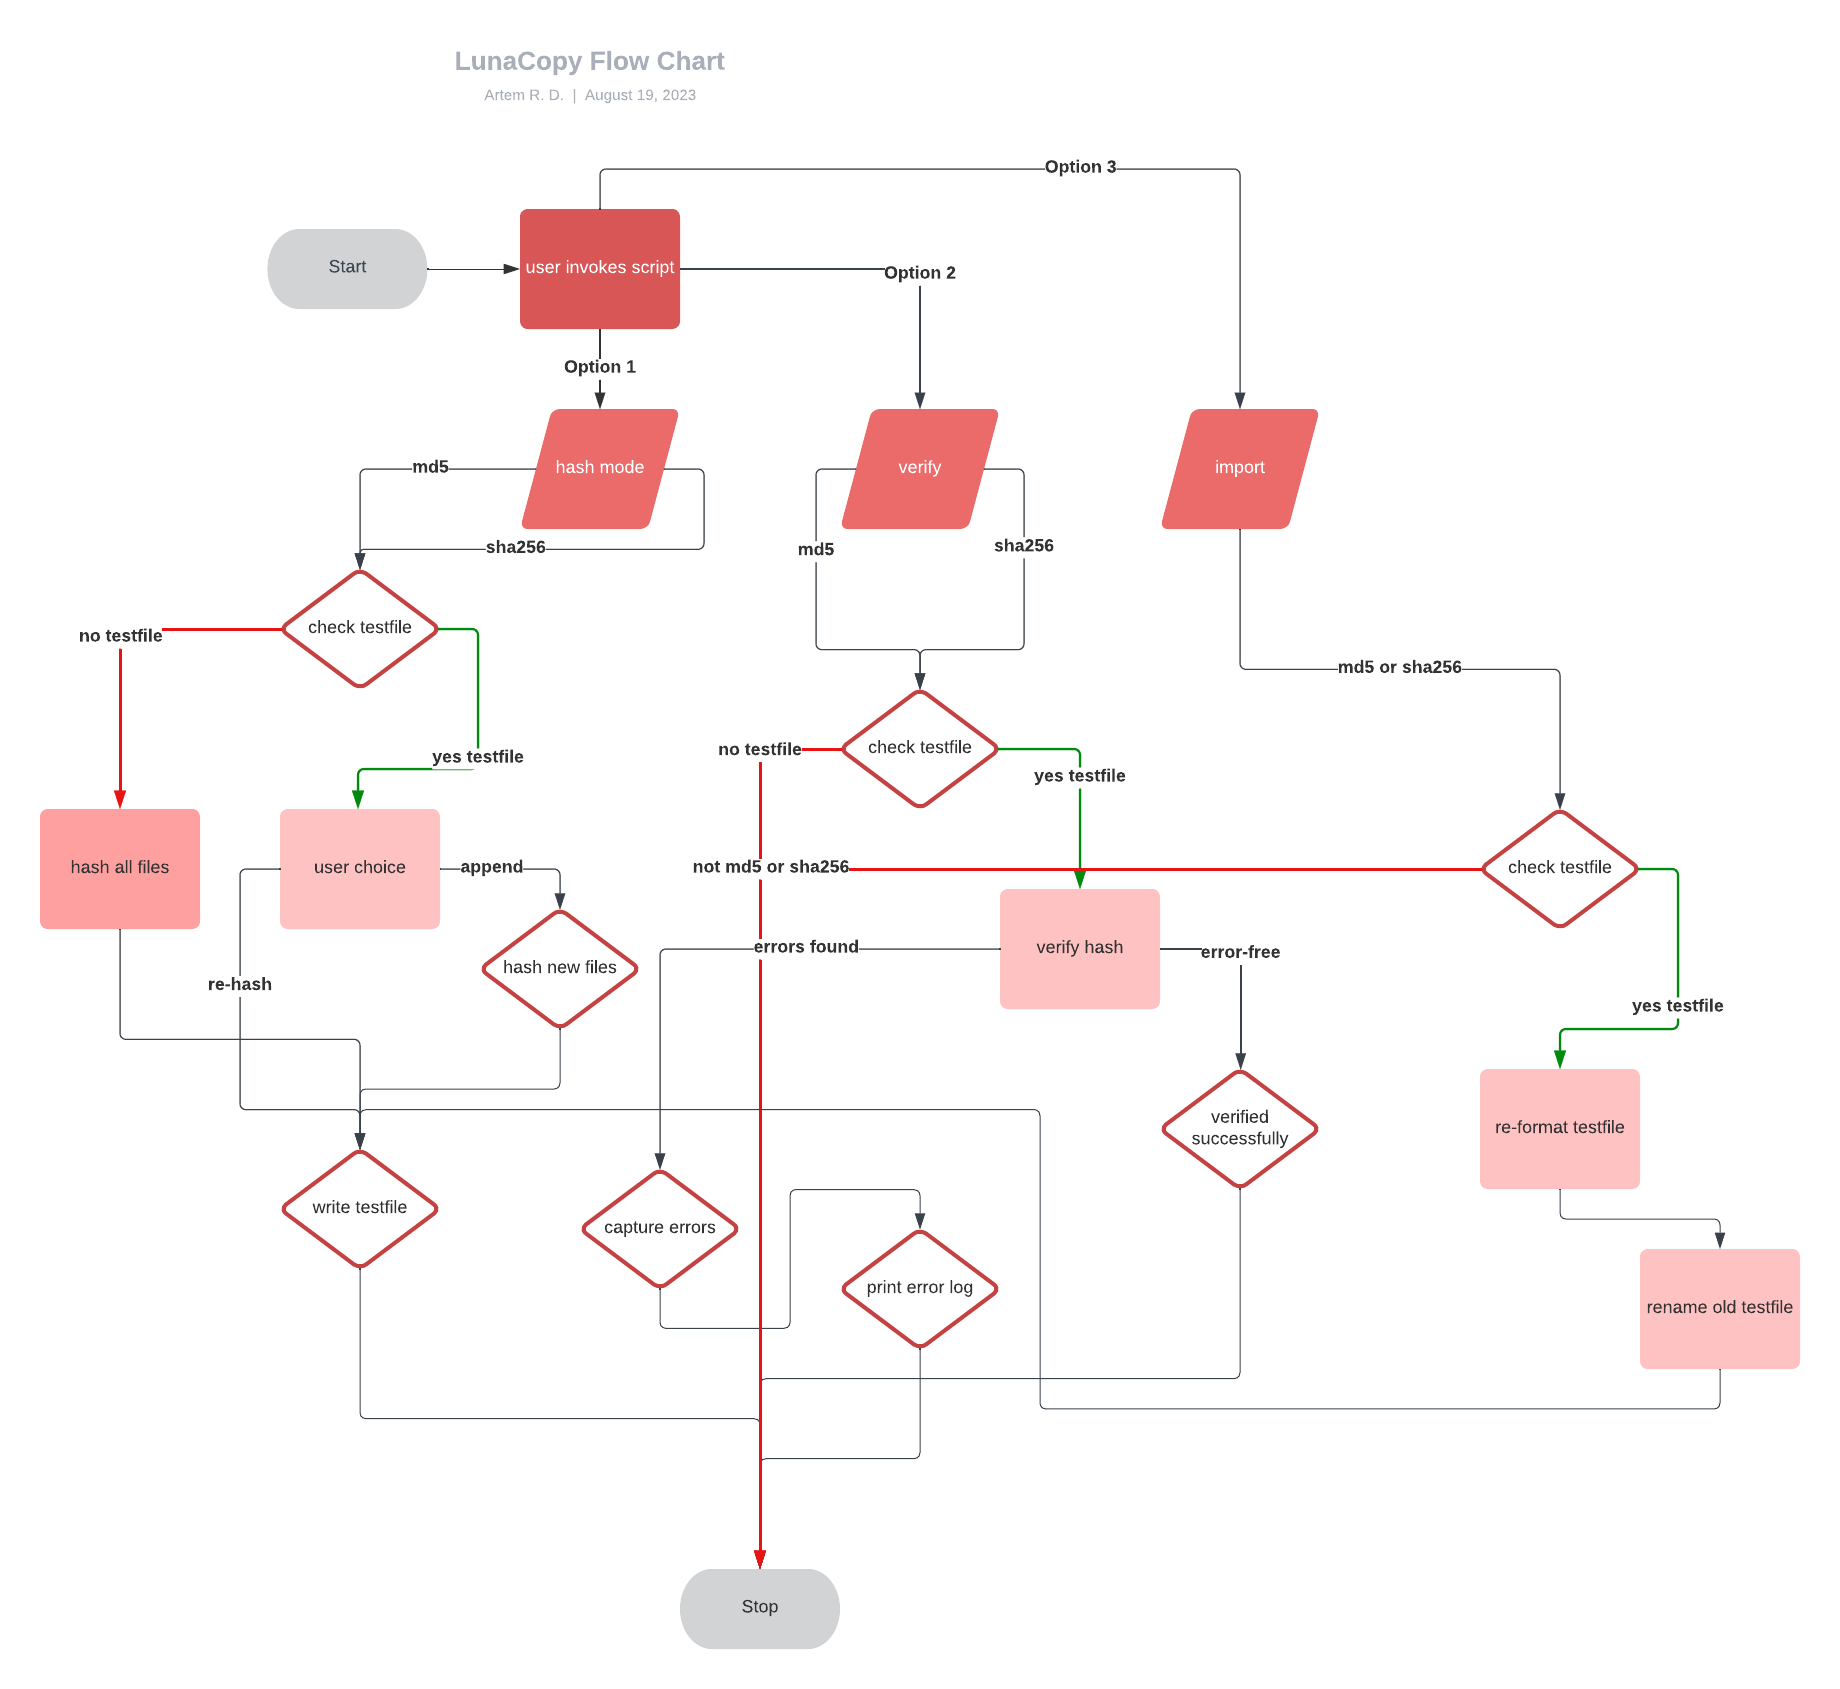 LunaCopy Flow Chart
Artem R. D. | August 19, 2023
Option 3
Start
user invokes script
Option 2
Option 1
hash mode
verify
import
md5
sha256
md5
sha256
check testfile
no testfile
yes testfile
md5 or sha256
check testfile
no testfile
yes testfile
hash all files
user choice
append
not md5 or sha256
check testfile
errors found
verify hash
error-free
hash new files
re-hash
yes testfile
verified
successfully
re-format testfile
write testfile
capture errors
print error log
rename old testfile
Stop